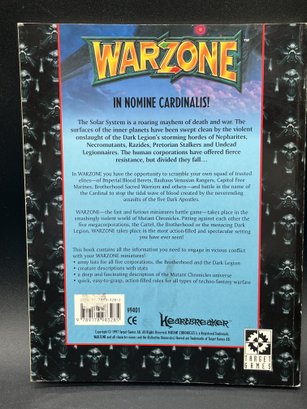 WARZONE
IN NOMINE CARDINALIS!
The Solar System is a roaring mayhem of death and war. The
surfaces of the inner planets have been swept clean by the violent
onslaught of the Dark Legion's storming hordes of Nepharites,
Necromutants, Razides, Pretorian Stalkers and Undead
Legionnaires. The human corporations have offered fierce
resistance, but divided they fall…
In WARZONE you have the opportunity to scramble your own squad of trusted
elites—of Imperial Blood Berets, Bauhaus Venusian Rangers, Capitol Free
Marines, Brotherhood Sacred Warriors and others—and battle in the name of the
Cardinal to stop the tidal wave of blood created by the neverending
assaults of the five Dark Apostles.
WARZONE—the fast and furious miniatures battle game—takes place in the
smashingly violent world of Mutant Chronicles. Pitting against each other the
five megacorporations, the Cartel, the Brotherhood or the menacing Dark
Legion, WARZONE takes place is the most action-filled and spectacular setting
you've ever encountered.
This book contains all the information you need to engage in vicious conflict
with your WARZONE miniatures!
• army lists for all five corporations, the Brotherhood and the Dark Legion
• creature descriptions with stats
• a deep and fascinating description of the Mutant Chronicles universe
• quick, easy-to-grasp, action-filled rules for all types of techno-fantasy warfare
9401
CE
Heartbreaker
TARGET
GAMES